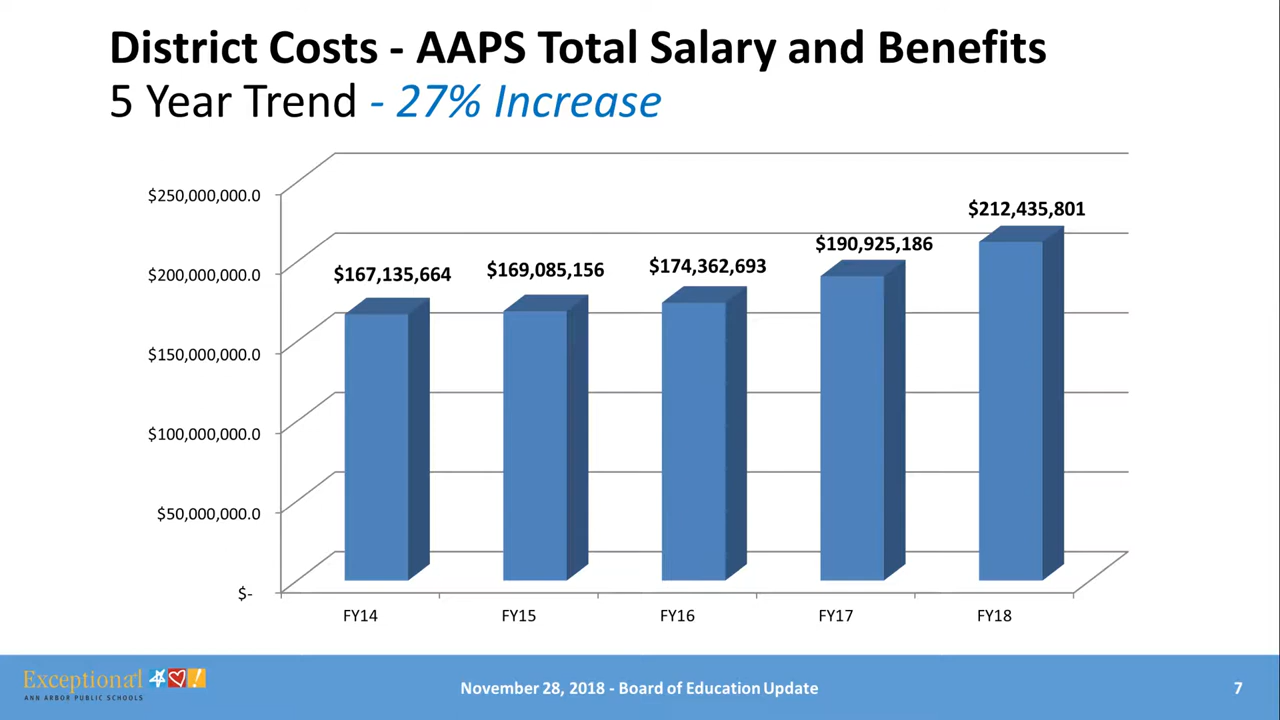 District Costs - AAPS Total Salary and Benefits
5 Year Trend - 27% Increase
$250,000,000.0
$200,000,000.0
$150,000,000.0
$100,000,000.0
$50,000,000.0
$-
$167,135,664
$169,085,156
$174,362,693
$190,925,186
$212,435,801
FY14
FY15
FY16
FY17
FY18
Exceptional
ANN ARBOR PUBLIC SCHOOLS
November 28, 2018 - Board of Education Update
7